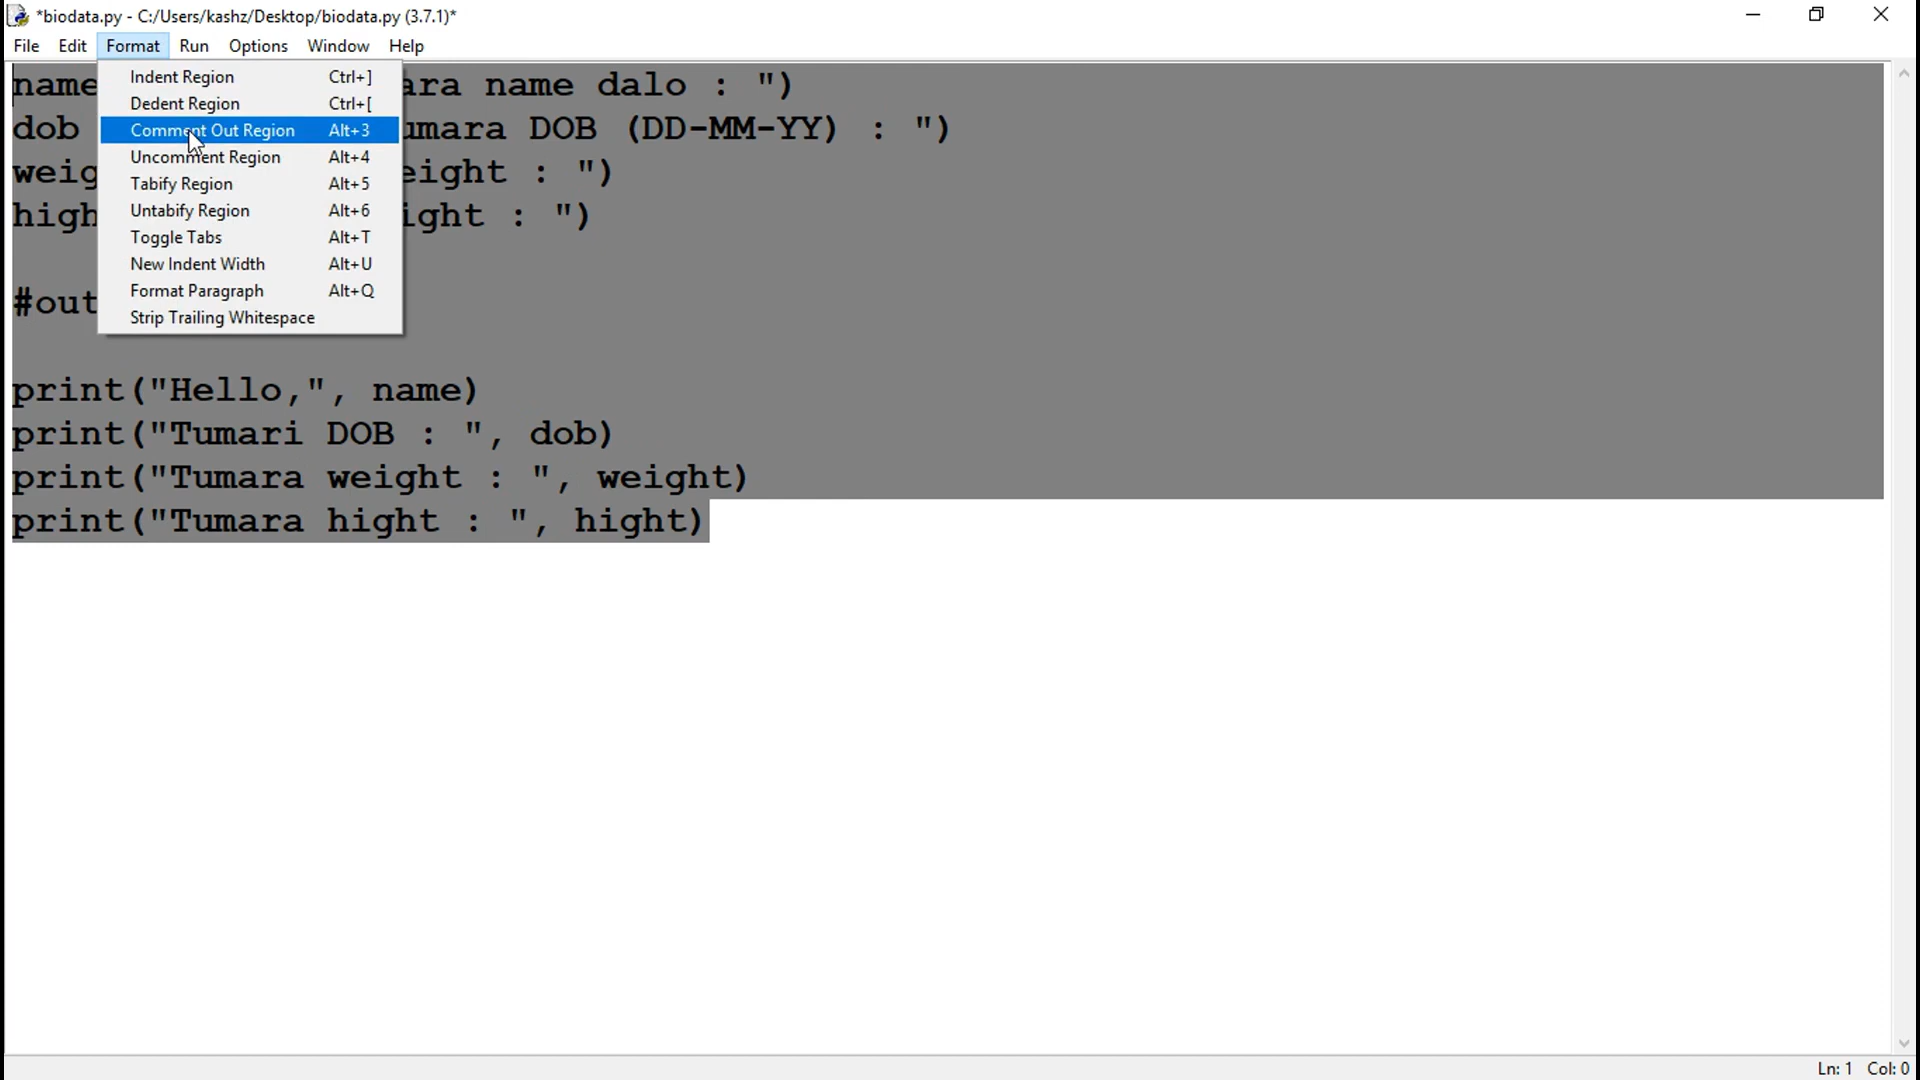 *biodata.py - C:/Users/kashz/Desktop/biodata.py (3.7.1)*
File Edit Format Run Options Window Help
Indent Region Ctrl+]
Dedent Region Ctrl+[
Comment Out Region Alt+3
Uncomment Region Alt+4
Tabify Region Alt+5
Untabify Region Alt+6
Toggle Tabs Alt+T
New Indent Width Alt+U
Format Paragraph Alt+Q
Strip Trailing Whitespace
name ara name dalo : ")
dob umara DOB (DD-MM-YY) : ")
weig eight : ")
high ight : ")
#out
print("Hello,", name)
print("Tumari DOB : ", dob)
print("Tumara weight : ", weight)
print("Tumara hight : ", hight)
Ln: 1 Col: 0